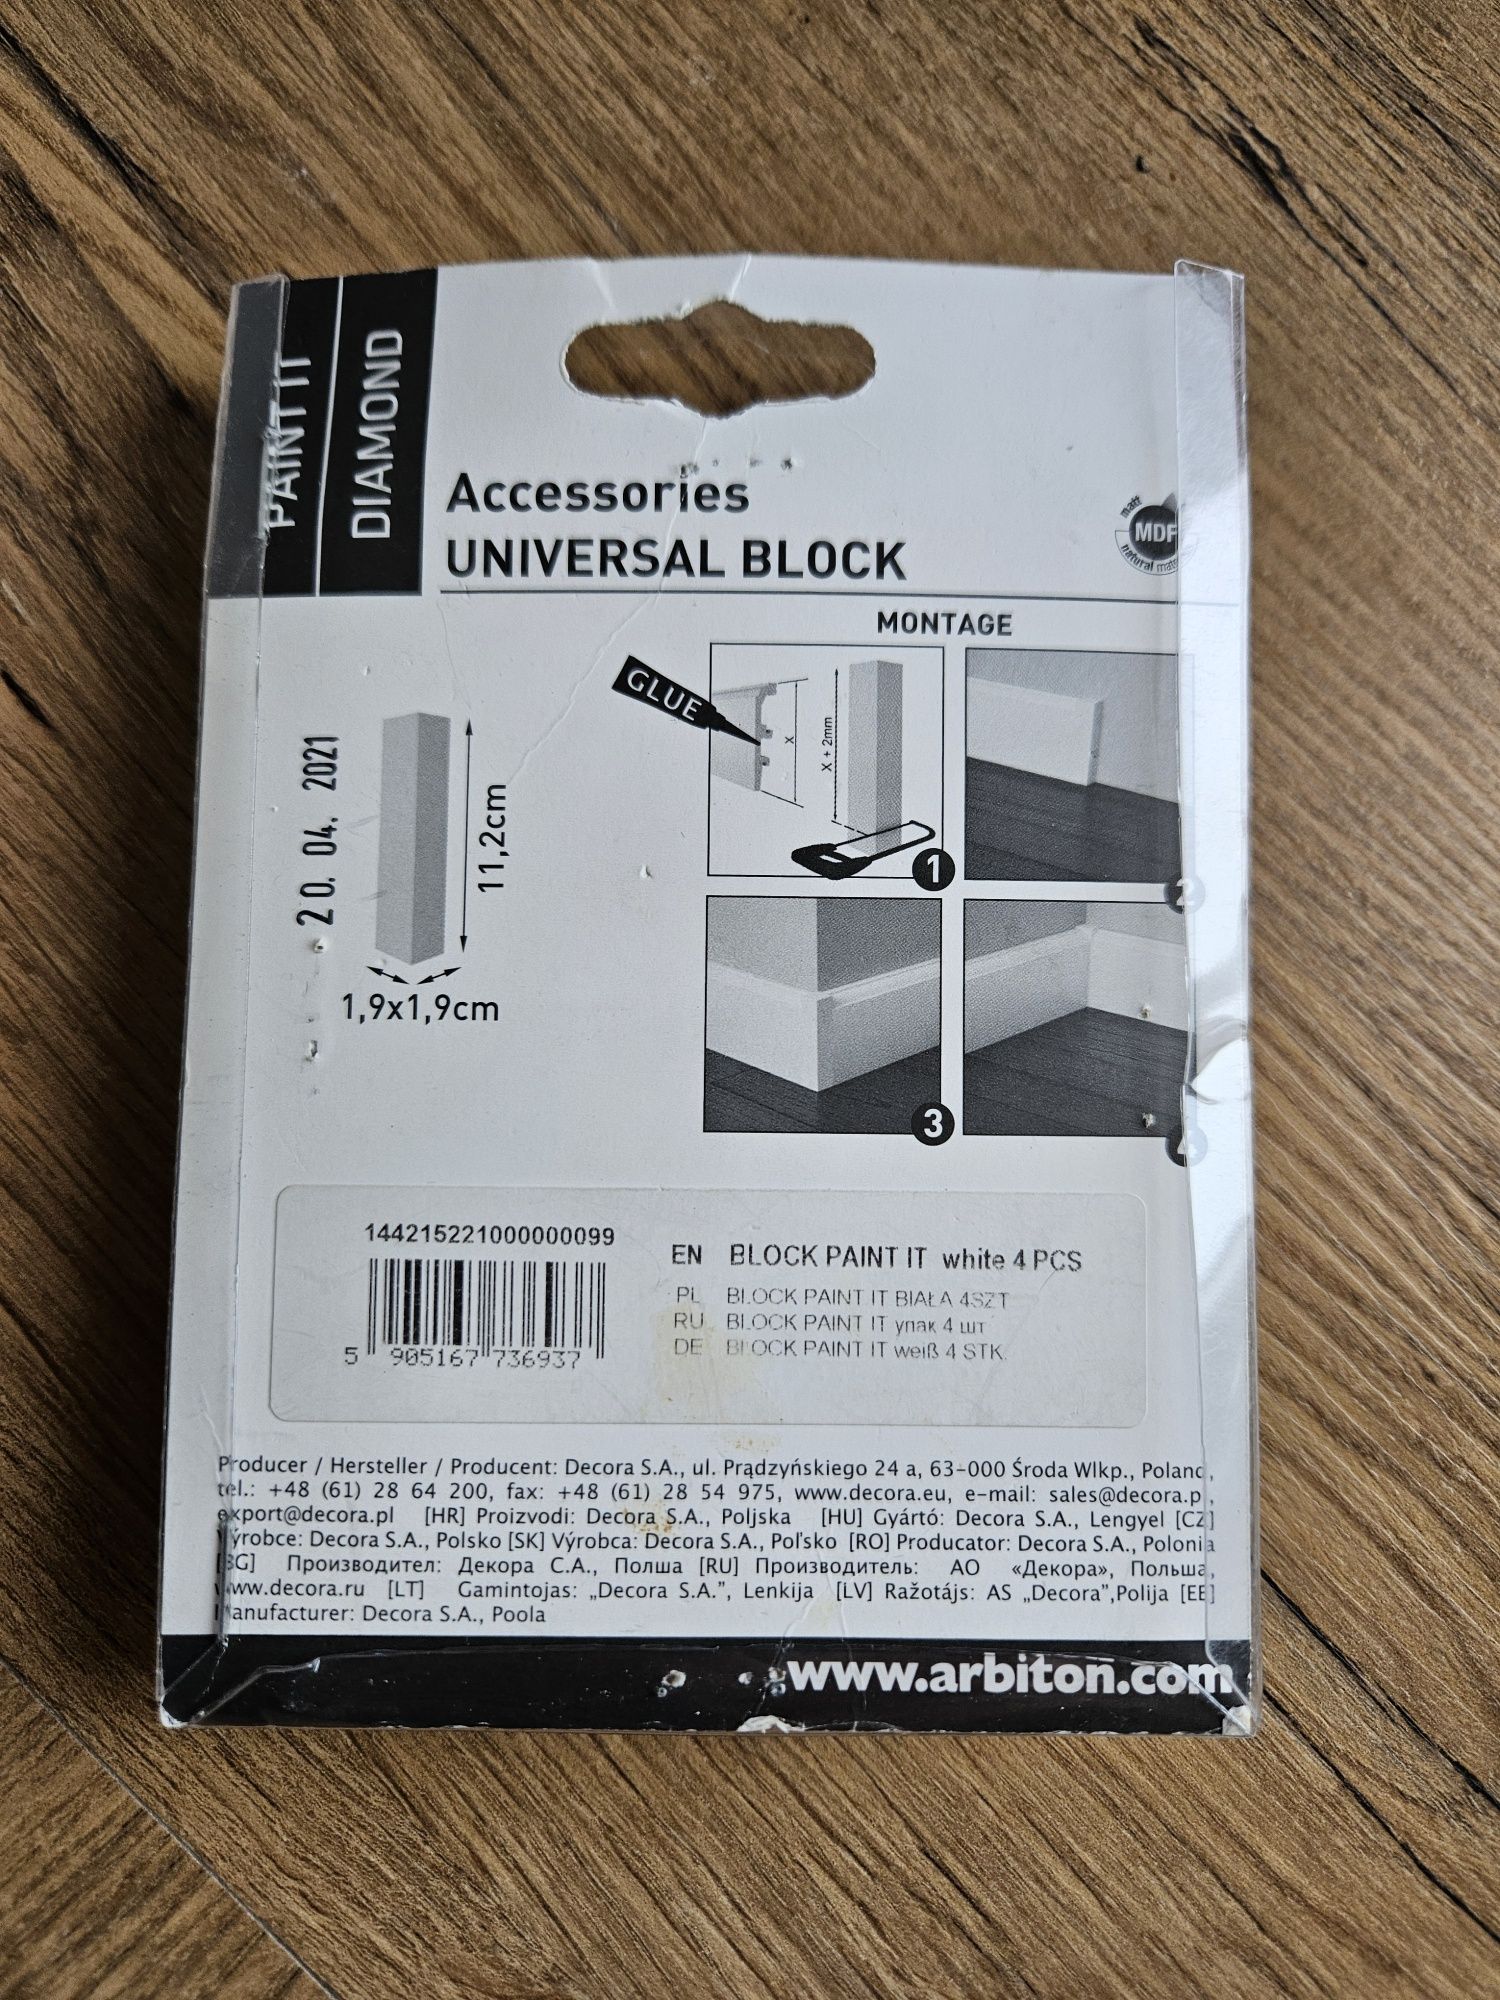 PAINT IT
DIAMOND
Accessories
UNIVERSAL BLOCK
matt
MDF
natural
MONTAGE
GLUE
X
X + 2mm
1
2
3
4
20. 04. 2021
11,2cm
1,9x1,9cm
144215221000000099
5 905167 736937
EN BLOCK PAINT IT white 4 PCS
PL BLOCK PAINT IT BIAŁA 4SZT
RU BLOCK PAINT IT упак 4 шт
DE BLOCK PAINT IT weiß 4 STK.
Producer / Hersteller / Producent: Decora S.A., ul. Prądzyńskiego 24 a, 63-000 Środa Wlkp., Poland,
tel.: +48 (61) 28 64 200, fax: +48 (61) 28 54 975, www.decora.eu, e-mail: sales@decora.pl,
export@decora.pl [HR] Proizvodi: Decora S.A., Poljska [HU] Gyártó: Decora S.A., Lengyel [CZ]
Výrobce: Decora S.A., Polsko [SK] Výrobca: Decora S.A., Poľsko [RO] Producator: Decora S.A., Polonia
[BG] Производител: Декора С.А., Полша [RU] Производитель: АО «Декора», Польша,
www.decora.ru [LT] Gamintojas: „Decora S.A.”, Lenkija [LV] Ražotájs: AS „Decora”,Polija [EE]
Manufacturer: Decora S.A., Poola
www.arbiton.com